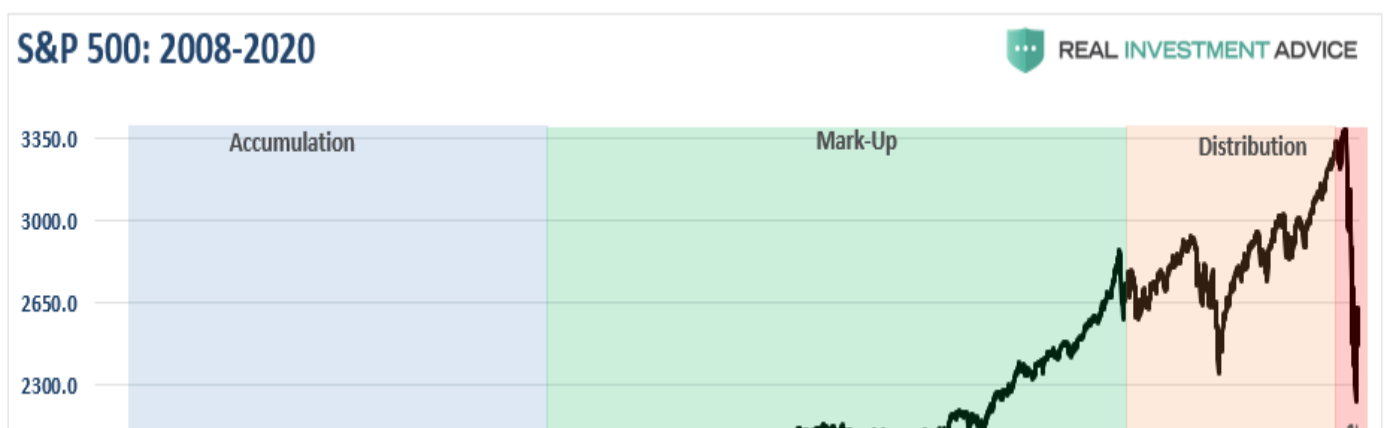 S&P 500: 2008-2020
REAL INVESTMENT ADVICE
Accumulation
Mark-Up
Distribution
3350.0
3000.0
2650.0
2300.0